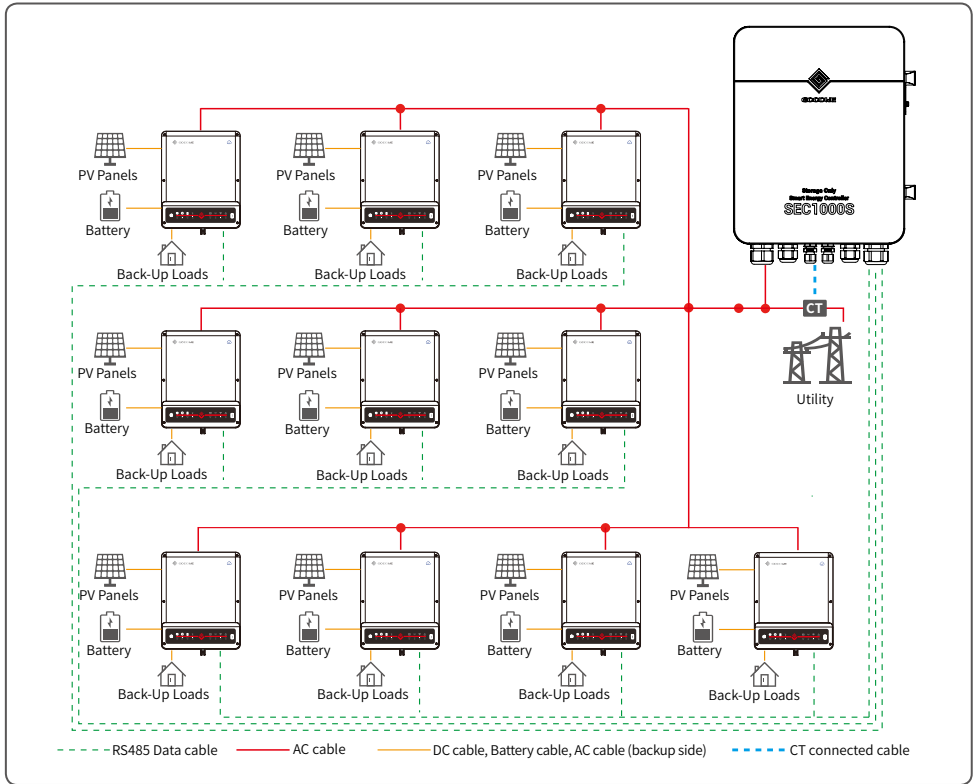 GOODWE
Storage Only
Smart Energy Controller
SEC1000S
PV Panels PV Panels PV Panels
Battery Battery Battery
Back-Up Loads Back-Up Loads Back-Up Loads
CT
PV Panels PV Panels PV Panels
Utility
Battery Battery Battery
Back-Up Loads Back-Up Loads Back-Up Loads
PV Panels PV Panels PV Panels PV Panels
Battery Battery Battery Battery
Back-Up Loads Back-Up Loads Back-Up Loads Back-Up Loads
RS485 Data cable AC cable DC cable, Battery cable, AC cable (backup side) CT connected cable